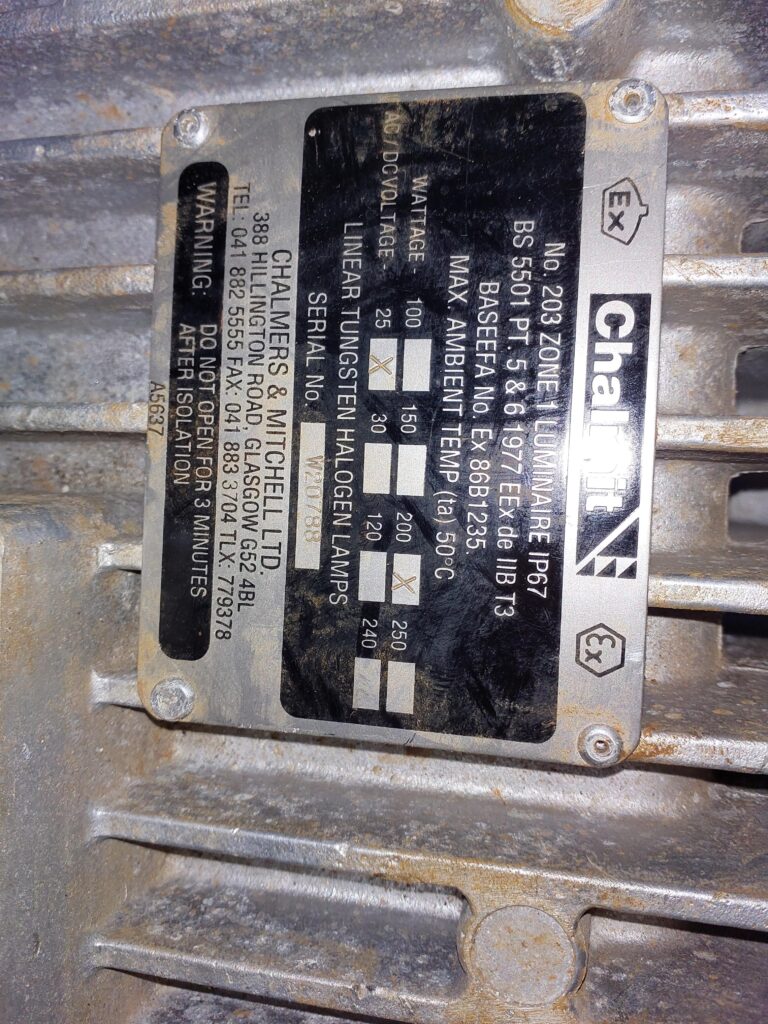 Ex Chalmit Ex
No. 203 ZONE 1 LUMINAIRE IP67
BS 5501 PT. 5 & 6 1977 EEx de IIB T3
BASEEFA No. Ex 86B1235
MAX. AMBIENT TEMP (ta) 50°C
WATTAGE - 100 150 200 X 250
AC/DC VOLTAGE - 25 X 30 120 240
LINEAR TUNGSTEN HALOGEN LAMPS
SERIAL No. W20788
CHALMERS & MITCHELL LTD.
388 HILLINGTON ROAD, GLASGOW G52 4BL
TEL: 041 882 5555 FAX: 041 883 3704 TLX: 779378
WARNING: DO NOT OPEN FOR 3 MINUTES
AFTER ISOLATION
A5637